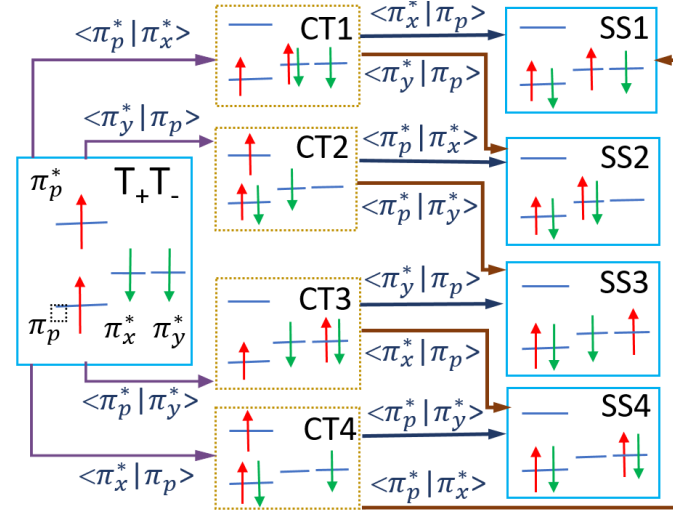 <π*p|π*x>
CT1
<π*x|πp>
SS1
<π*y|πp>
<π*y|πp>
CT2
<π*p|π*x>
SS2
π*p
T+T-
<π*p|π*y>
πp
π*x
π*y
CT3
<π*y|πp>
SS3
<π*x|πp>
<π*p|π*y>
CT4
<π*p|π*y>
SS4
<π*x|πp>
<π*p|π*x>